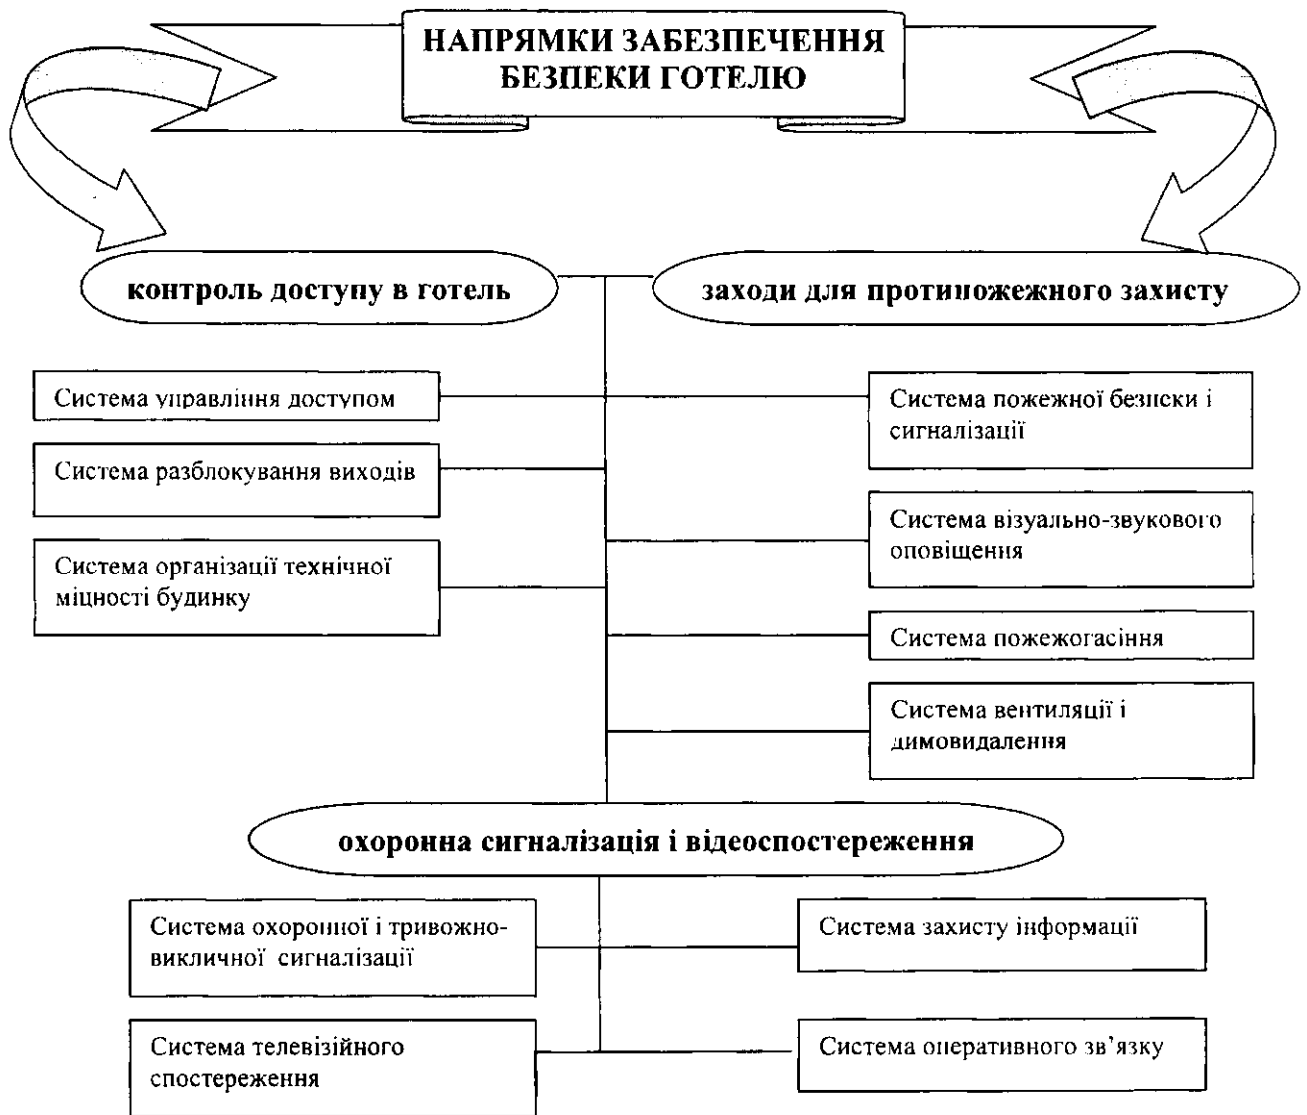 НАПРЯМКИ ЗАБЕЗПЕЧЕННЯ
БЕЗПЕКИ ГОТЕЛЮ
контроль доступу в готель
заходи для протипожежного захисту
Система управління доступом
Система разблокування виходів
Система організації технічної
міцності будинку
Система пожежної безпеки і
сигналізації
Система візуально-звукового
оповіщення
Система пожежогасіння
Система вентиляції і
димовидалення
охоронна сигналізація і відеоспостереження
Система охоронної і тривожно-
викличної сигналізації
Система захисту інформації
Система телевізійного
спостереження
Система оперативного зв’язку